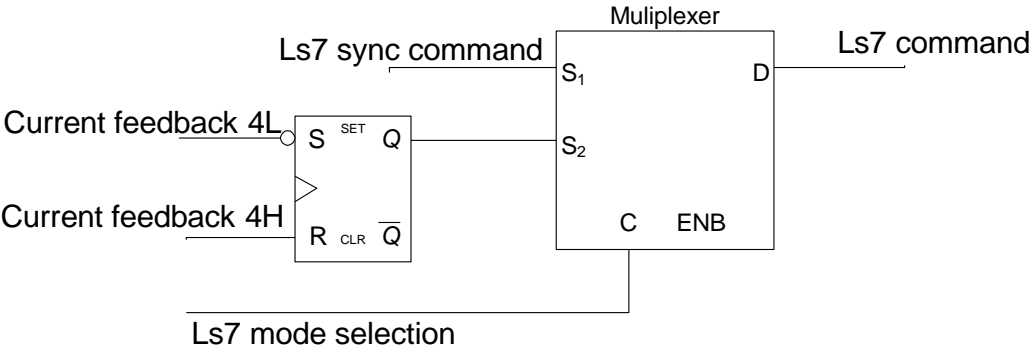 Muliplexer
Ls7 sync command
Ls7 command
S1
D
Current feedback 4L
S SET Q
S2
Current feedback 4H
R CLR Q
C ENB
Ls7 mode selection